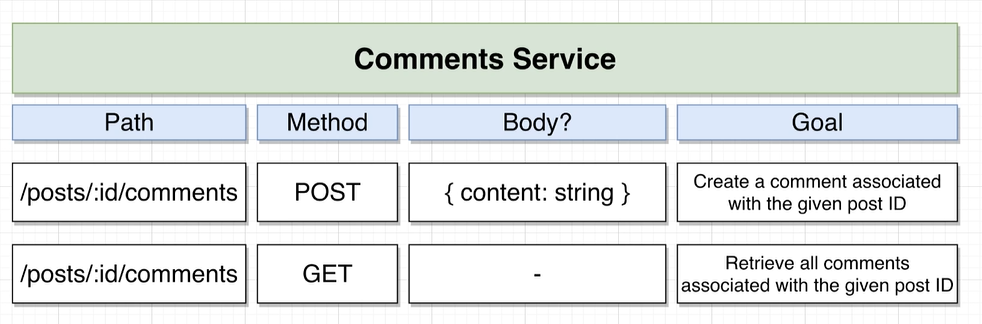 Comments Service
Path Method Body? Goal
/posts/:id/comments POST { content: string } Create a comment associated
with the given post ID
/posts/:id/comments GET - Retrieve all comments
associated with the given post ID